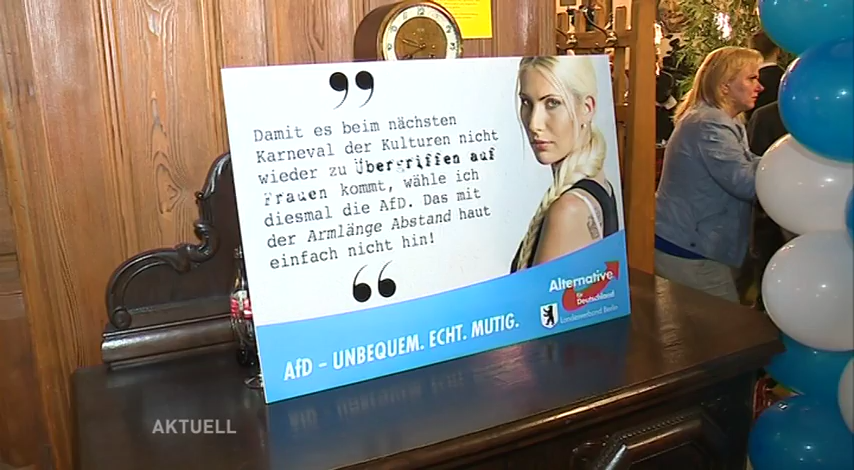 Damit es beim nächsten
Karneval der Kulturen nicht
wieder zu Übergriffen auf
Frauen kommt, wähle ich
diesmal die AfD. Das mit
der Armlänge Abstand haut
einfach nicht hin!
Alternative
für
Deutschland
Landesverband Berlin
AfD – UNBEQUEM. ECHT. MUTIG.
AKTUELL